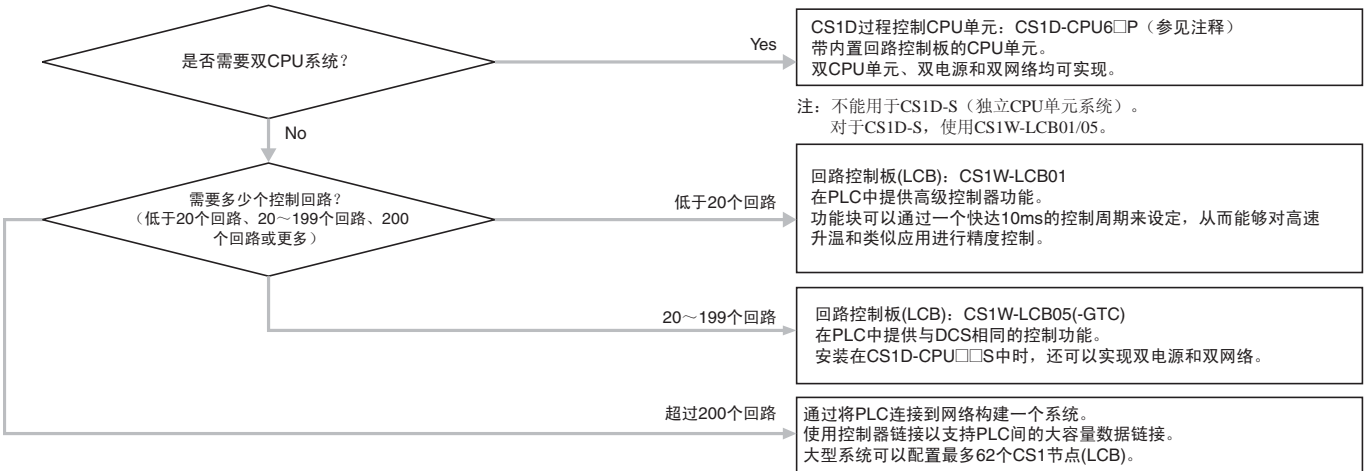 是否需要双CPU系统？
Yes
CS1D过程控制CPU单元：CS1D-CPU6□P（参见注释）
带内置回路控制板的CPU单元。
双CPU单元、双电源和双网络均可实现。
注：不能用于CS1D-S（独立CPU单元系统）。
对于CS1D-S，使用CS1W-LCB01/05。
No
需要多少个控制回路？
（低于20个回路、20～199个回路、200
个回路或更多）
低于20个回路
回路控制板(LCB)：CS1W-LCB01
在PLC中提供高级控制器功能。
功能块可以通过一个快达10ms的控制周期来设定，从而能够对高速
升温和类似应用进行精度控制。
20～199个回路
回路控制板(LCB)：CS1W-LCB05(-GTC)
在PLC中提供与DCS相同的控制功能。
安装在CS1D-CPU□□S中时，还可以实现双电源和双网络。
超过200个回路
通过将PLC连接到网络构建一个系统。
使用控制器链接以支持PLC间的大容量数据链接。
大型系统可以配置最多62个CS1节点(LCB)。